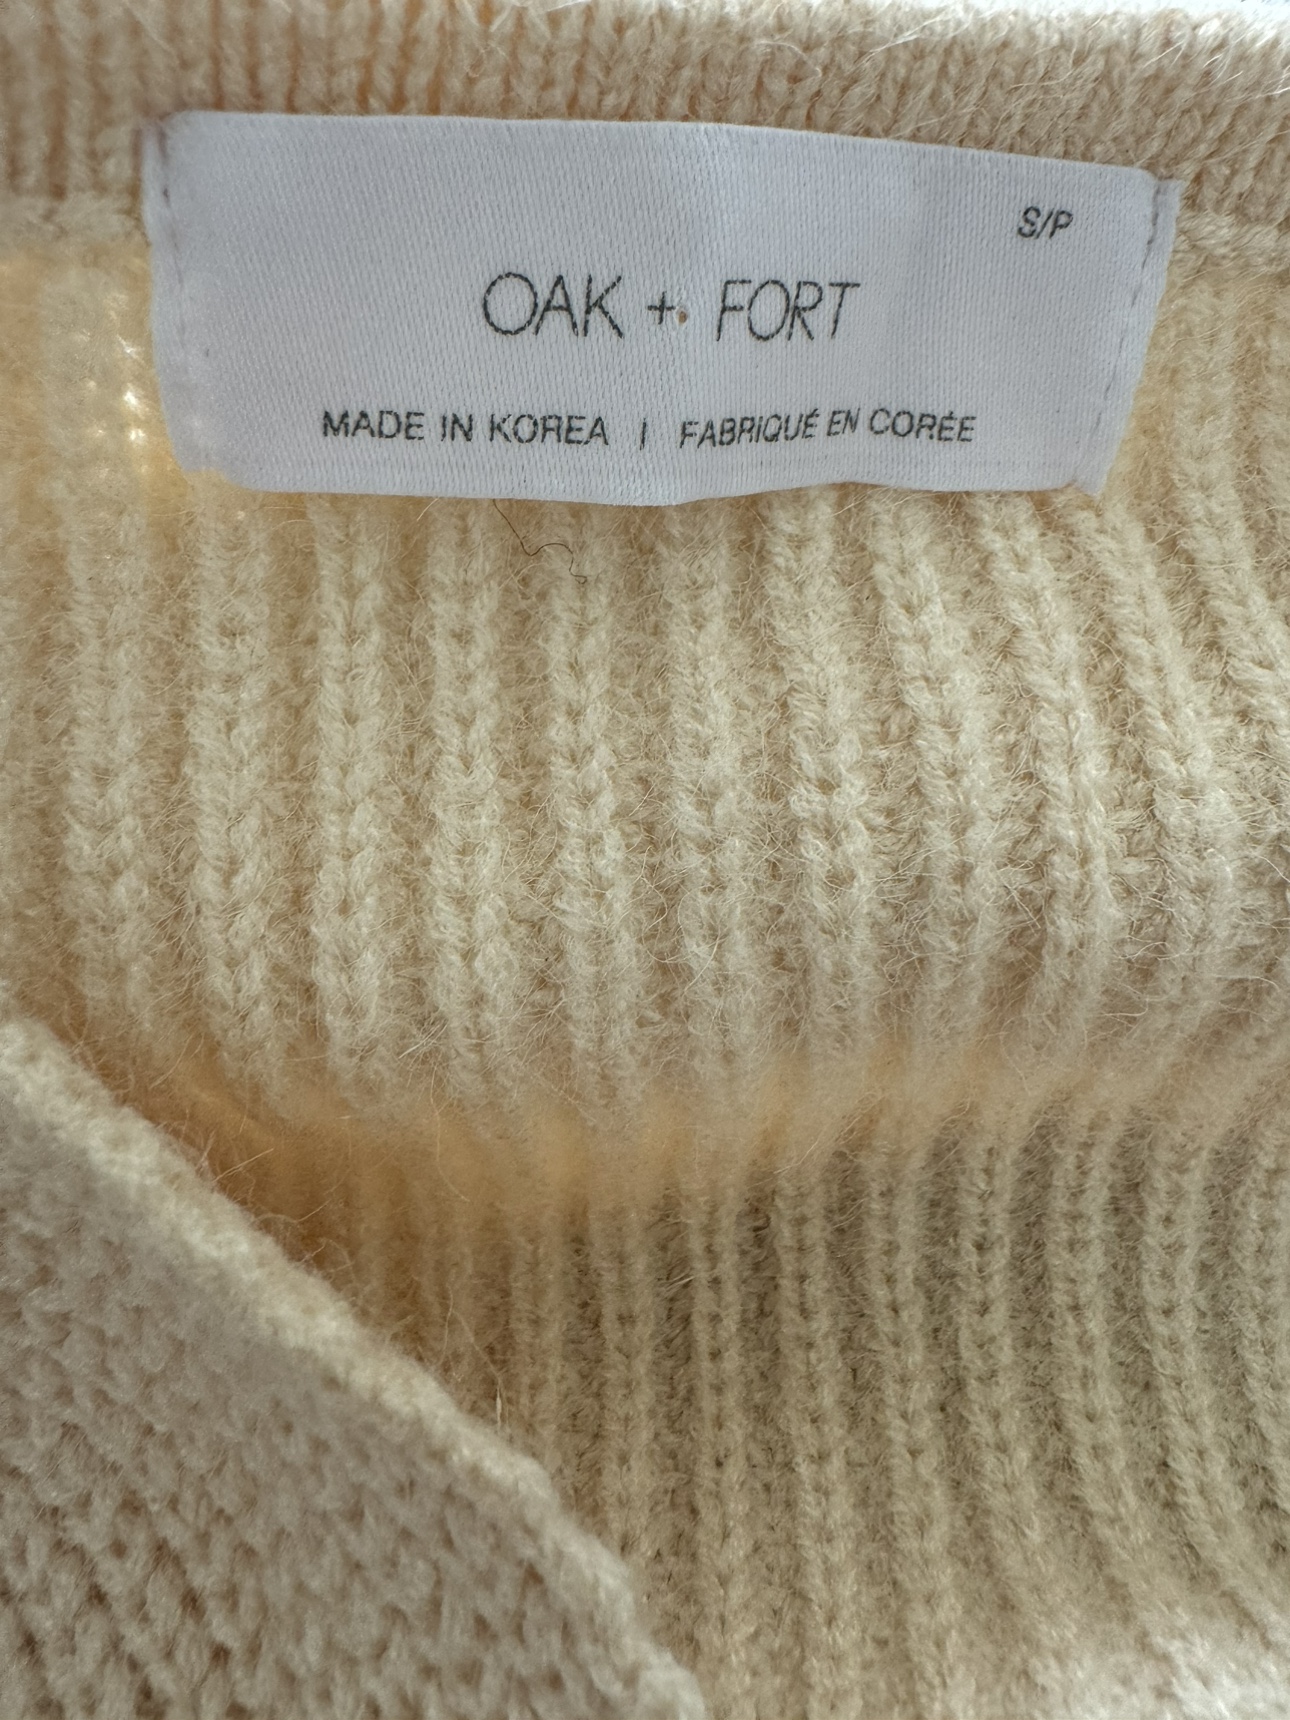 S/P
OAK + FORT
MADE IN KOREA | FABRIQUÉ EN CORÉE